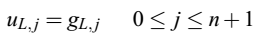 u_{L,j} = g_{L,j}   0 ≤ j ≤ n + 1